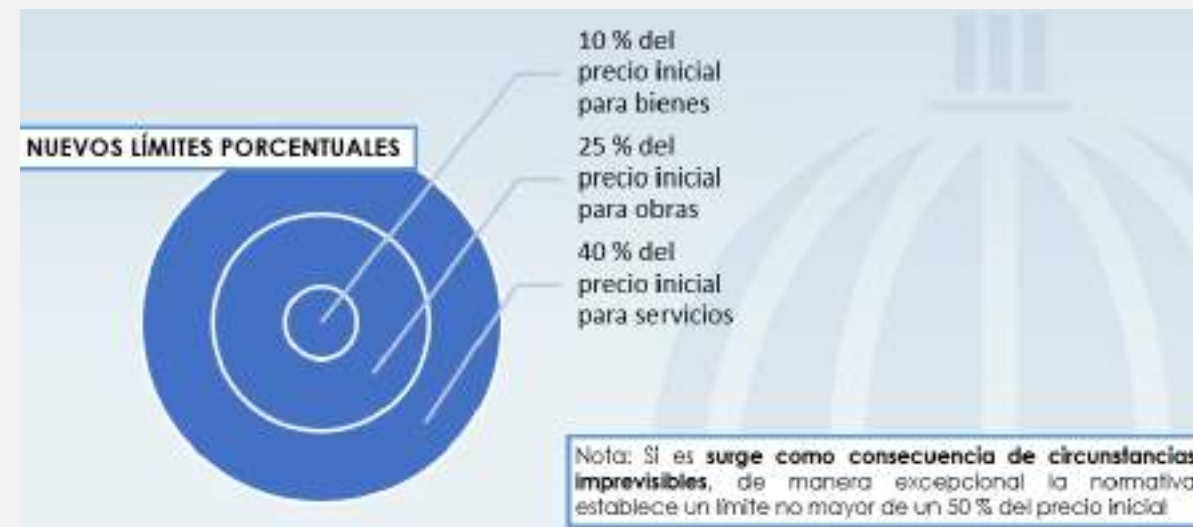 NUEVOS LÍMITES PORCENTUALES
10 % del
precio inicial
para bienes
25 % del
precio inicial
para obras
40 % del
precio inicial
para servicios
Nota: Si es surge como consecuencia de circunstancias
imprevisibles, de manera excepcional la normativa
establece un límite no mayor de un 50 % del precio inicial